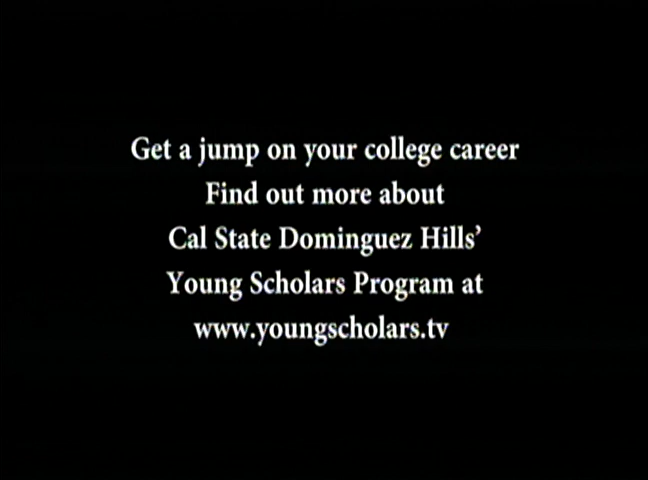 Get a jump on your college career
Find out more about
Cal State Dominguez Hills’
Young Scholars Program at
www.youngscholars.tv